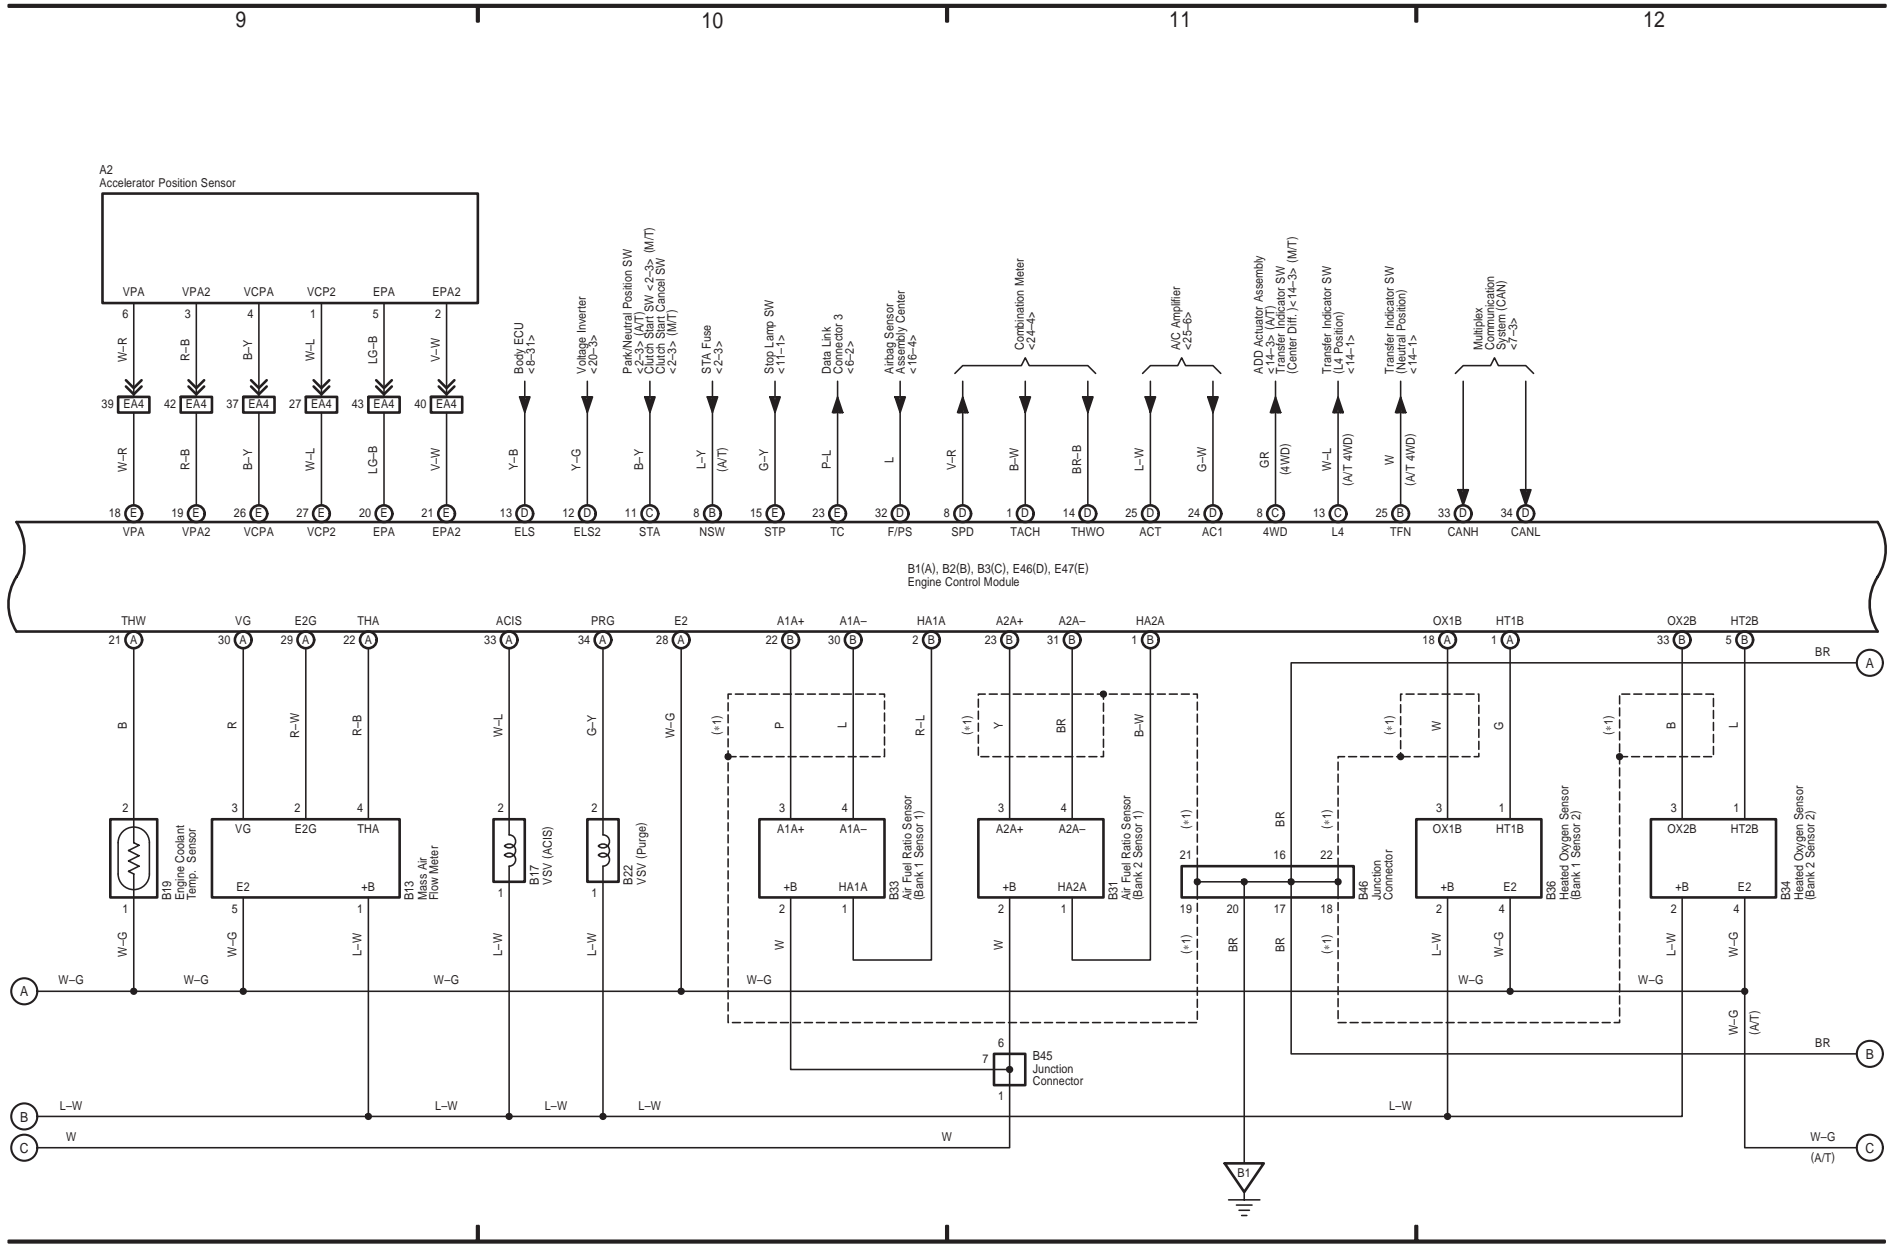 9 10 11 12
A2
Accelerator Position Sensor
VPA VPA2 VCPA VCP2 EPA EPA2
6 3 4 1 5 2
W–R R–B B–Y W–L LG–B V–W
39 EA4 42 EA4 37 EA4 27 EA4 43 EA4 40 EA4
W–R R–B B–Y W–L LG–B V–W
Body ECU
<8–31>
Voltage Inverter
<20–3>
Park/Neutral Position SW
<2–3> (A/T)
Clutch Start SW <2–3> (M/T)
Clutch Start Cancel SW
<2–3> (M/T)
STA Fuse
<2–3>
Stop Lamp SW
<11–1>
Data Link
Connector 3
<6–2>
Airbag Sensor
Assembly Center
<16–4>
Combination Meter
<24–4>
A/C Amplifier
<25–6>
ADD Actuator Assembly
<14–3> (A/T)
Transfer Indicator SW
(Center Diff.)<14–3> (M/T)
Transfer Indicator SW
(L4 Position)
<14–1>
Transfer Indicator SW
(Neutral Position)
<14–1>
Multiplex
Communication
System (CAN)
<7–3>
Y–B Y–G B–Y L–Y (A/T) G–Y P–L L V–R B–W BR–B L–W G–W GR (4WD) W–L (A/T 4WD) W (A/T 4WD)
18 E 19 E 26 E 27 E 20 E 21 E 13 D 12 D 11 C 8 B 15 E 23 E 32 D 8 D 1 D 14 D 25 D 24 D 8 C 13 C 25 B 33 D 34 D
VPA VPA2 VCPA VCP2 EPA EPA2 ELS ELS2 STA NSW STP TC F/PS SPD TACH THWO ACT AC1 4WD L4 TFN CANH CANL
B1(A), B2(B), B3(C), E46(D), E47(E)
Engine Control Module
THW VG E2G THA ACIS PRG E2 A1A+ A1A– HA1A A2A+ A2A– HA2A OX1B HT1B OX2B HT2B
21 A 30 A 29 A 22 A 33 A 34 A 28 A 22 B 30 B 2 B 23 B 31 B 1 B 18 A 1 A 33 B 5 B
BR A
B R R–W R–B W–L G–Y W–G (*1) P L R–L (*1) Y BR B–W (*1) W G (*1) B L
2 3 2 4 2 2 3 4 3 4 3 1 3 1
(*1) BR (*1)
VG E2G THA A1A+ A1A– A2A+ A2A– OX1B HT1B OX2B HT2B
21 16 22
E2 +B +B HA1A +B HA2A +B E2 +B E2
B19
Engine Coolant
Temp. Sensor
B13
Mass Air
Flow Meter
B17
VSV (ACIS)
B22
VSV (Purge)
B33
Air Fuel Ratio Sensor
(Bank 1 Sensor 1)
B31
Air Fuel Ratio Sensor
(Bank 2 Sensor 1)
B46
Junction
Connector
B36
Heated Oxygen Sensor
(Bank 1 Sensor 2)
B34
Heated Oxygen Sensor
(Bank 2 Sensor 2)
1 5 1 1 1 2 1 2 1 19 20 17 18 2 4 2 4
W–G W–G L–W L–W L–W W W (*1) BR BR (*1) L–W W–G L–W W–G
A W–G W–G W–G W–G W–G W–G
W–G (A/T)
6
7
1
B45
Junction
Connector
BR B
B L–W L–W L–W L–W L–W
C W W
W–G
(A/T)
C
B1